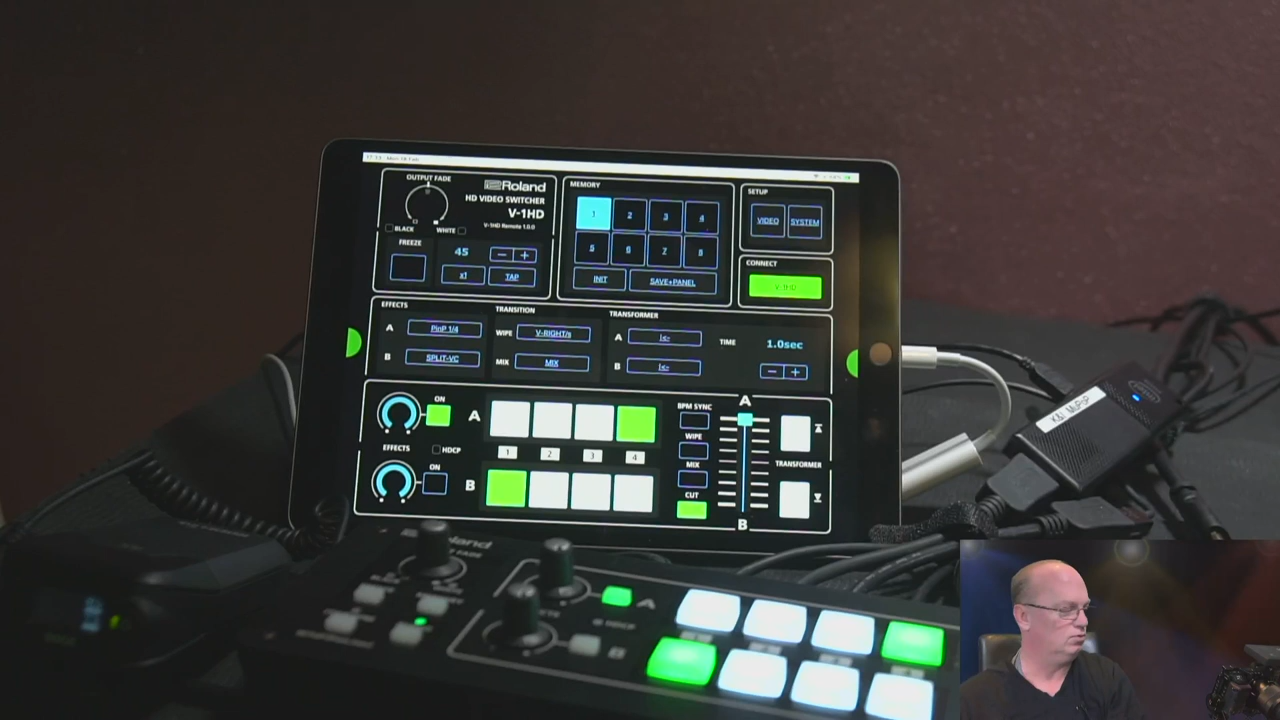 OUTPUT FADE
Roland
HD VIDEO SWITCHER
V-1HD
V-1HD Remote 1.0.0
BLACK
WHITE
FREEZE
45
− +
x1
TAP
MEMORY
1 2 3 4
5 6 7 8
INIT
SAVE+PANEL
SETUP
VIDEO
SYSTEM
CONNECT
V-1HD
EFFECTS
A
PinP 1/4
B
SPLIT-VC
TRANSITION
WIPE
V-RIGHT/s
MIX
MIX
TRANSFORMER
A
|<-
B
|<-
TIME
1.0sec
− +
ON
A
EFFECTS
HDCP
1 2 3 4
ON
B
BPM SYNC
WIPE
MIX
CUT
A
B
TRANSFORMER
Roland
A
B